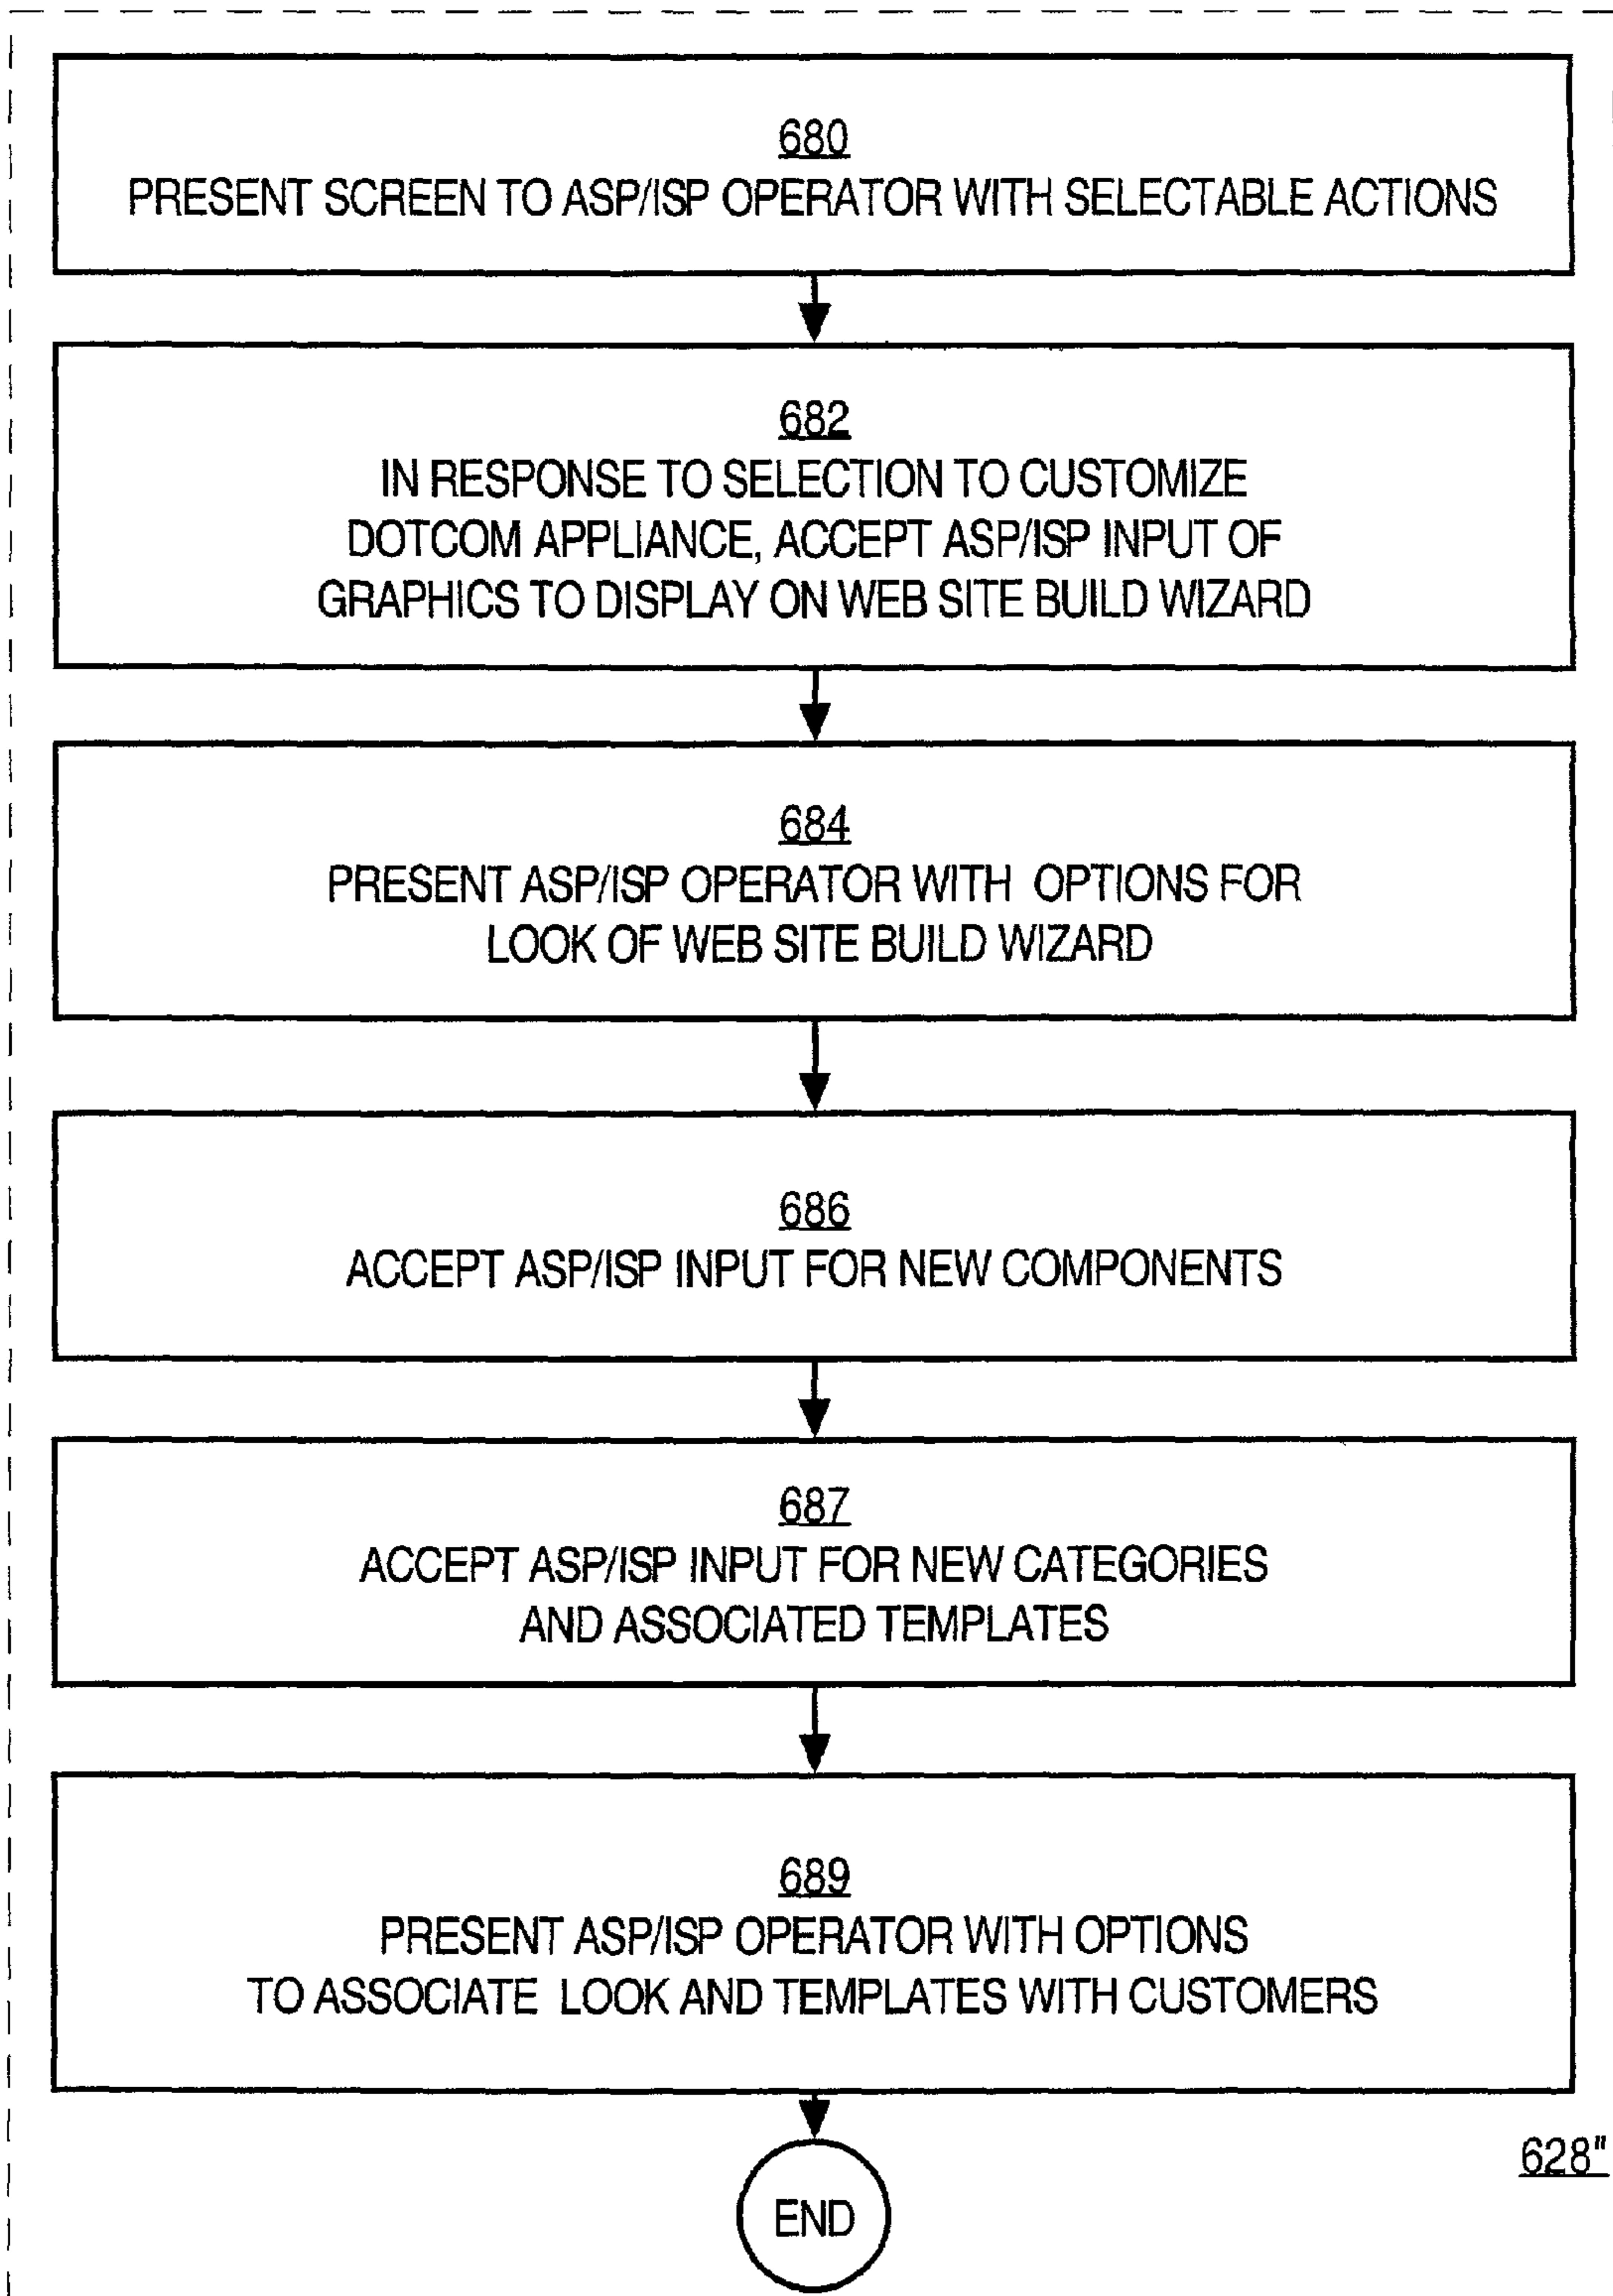 680
PRESENT SCREEN TO ASP/ISP OPERATOR WITH SELECTABLE ACTIONS
682
IN RESPONSE TO SELECTION TO CUSTOMIZE
DOTCOM APPLIANCE, ACCEPT ASP/ISP INPUT OF
GRAPHICS TO DISPLAY ON WEB SITE BUILD WIZARD
684
PRESENT ASP/ISP OPERATOR WITH OPTIONS FOR
LOOK OF WEB SITE BUILD WIZARD
686
ACCEPT ASP/ISP INPUT FOR NEW COMPONENTS
687
ACCEPT ASP/ISP INPUT FOR NEW CATEGORIES
AND ASSOCIATED TEMPLATES
689
PRESENT ASP/ISP OPERATOR WITH OPTIONS
TO ASSOCIATE LOOK AND TEMPLATES WITH CUSTOMERS
628"
END